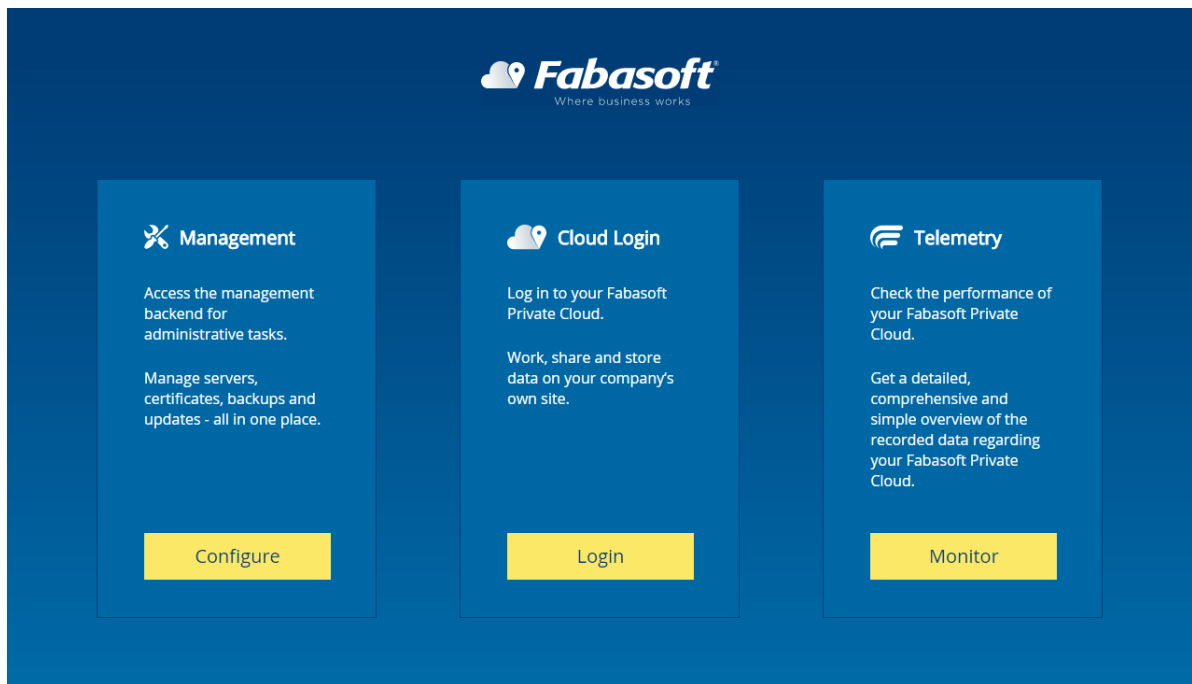 Fabasoft®
Where business works
Management
Access the management
backend for
administrative tasks.
Manage servers,
certificates, backups and
updates - all in one place.
Configure
Cloud Login
Log in to your Fabasoft
Private Cloud.
Work, share and store
data on your company's
own site.
Login
Telemetry
Check the performance of
your Fabasoft Private
Cloud.
Get a detailed,
comprehensive and
simple overview of the
recorded data regarding
your Fabasoft Private
Cloud.
Monitor